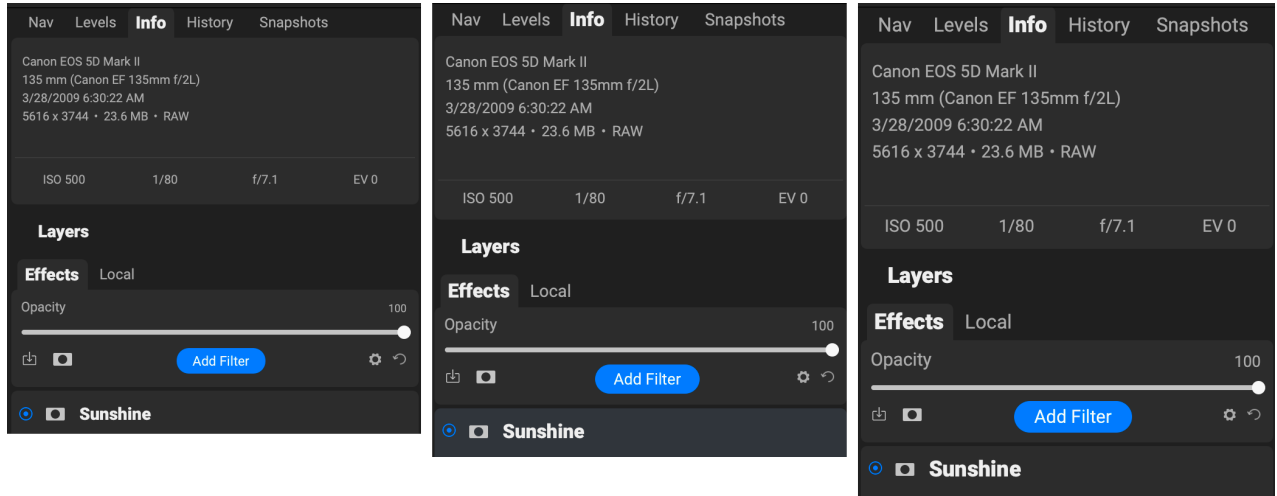 Nav Levels Info History Snapshots
Canon EOS 5D Mark II
135 mm (Canon EF 135mm f/2L)
3/28/2009 6:30:22 AM
5616 x 3744 • 23.6 MB • RAW
ISO 500 1/80 f/7.1 EV 0
Layers
Effects Local
Opacity 100
Add Filter
Sunshine
Nav Levels Info History Snapshots
Canon EOS 5D Mark II
135 mm (Canon EF 135mm f/2L)
3/28/2009 6:30:22 AM
5616 x 3744 • 23.6 MB • RAW
ISO 500 1/80 f/7.1 EV 0
Layers
Effects Local
Opacity 100
Add Filter
Sunshine
Nav Levels Info History Snapshots
Canon EOS 5D Mark II
135 mm (Canon EF 135mm f/2L)
3/28/2009 6:30:22 AM
5616 x 3744 • 23.6 MB • RAW
ISO 500 1/80 f/7.1 EV 0
Layers
Effects Local
Opacity 100
Add Filter
Sunshine